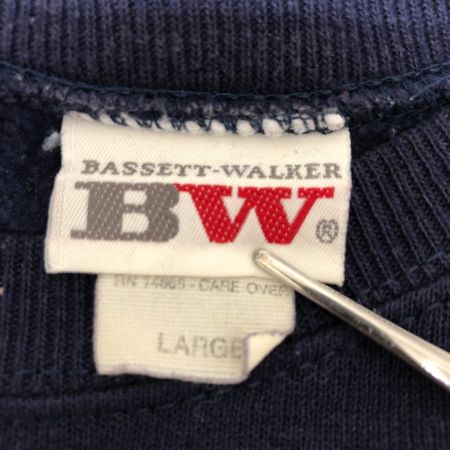 BASSETT-WALKER
BW®
RN 14965 - CARE OVER
LARGE